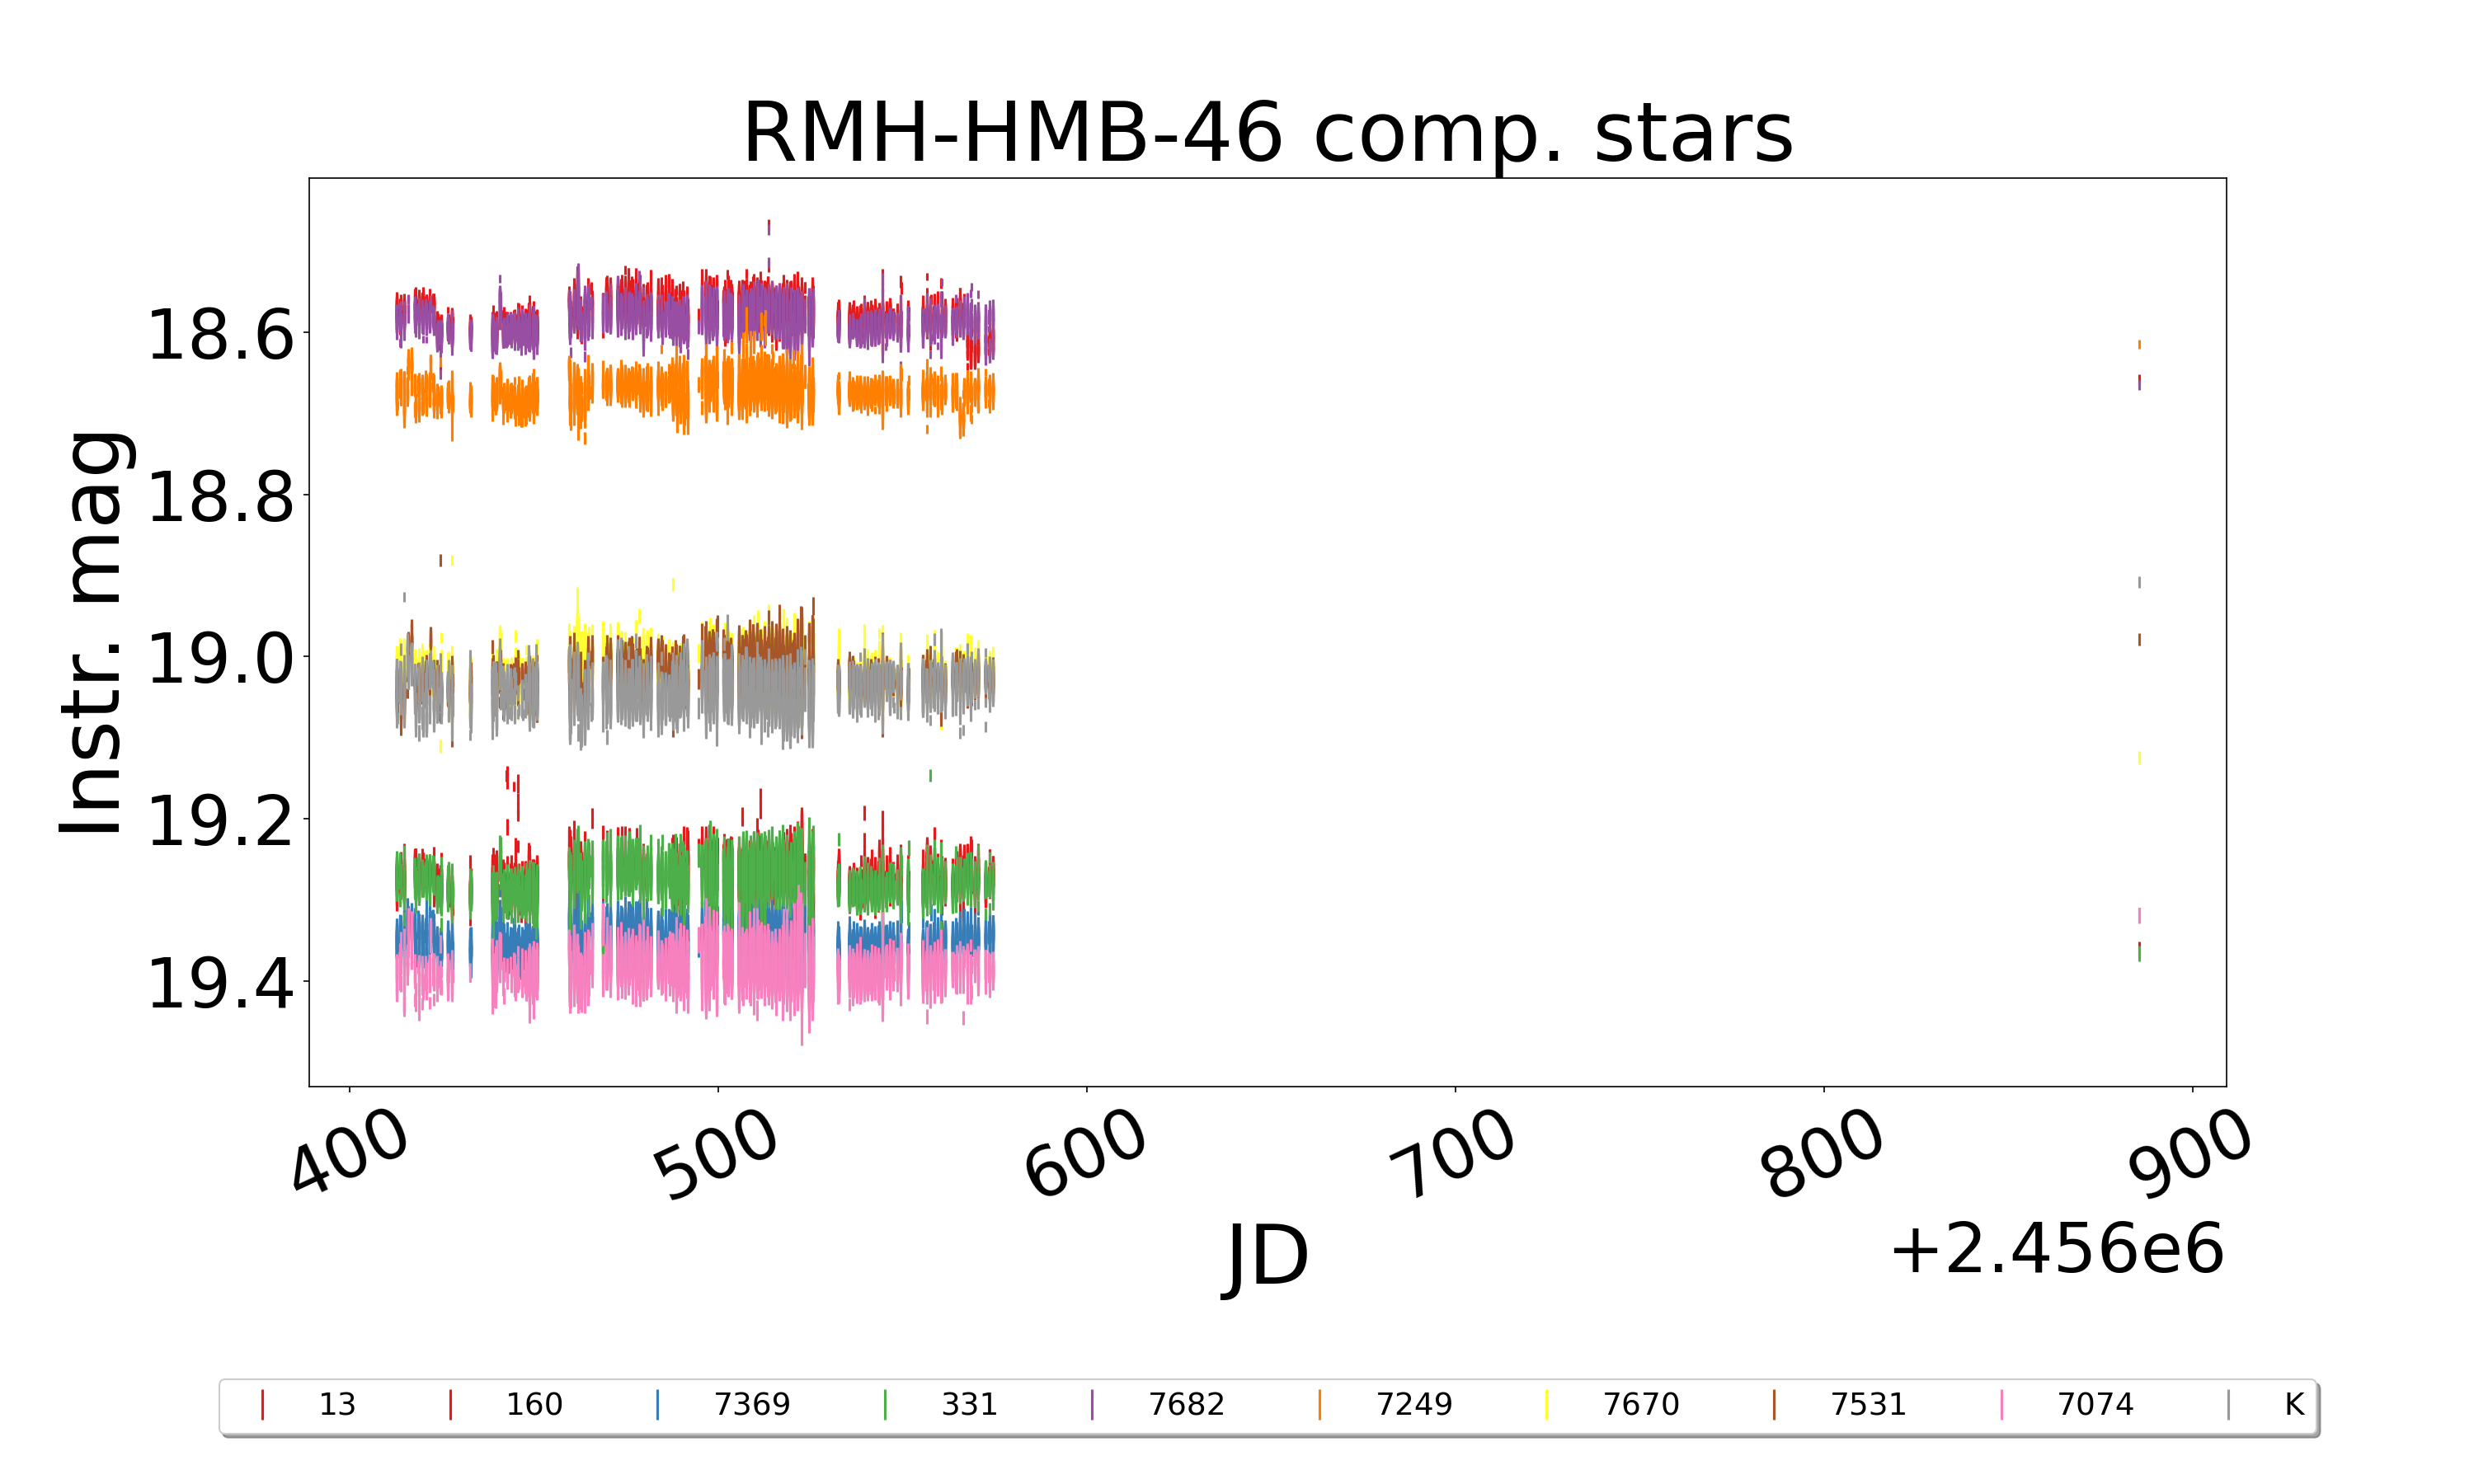 RMH-HMB-46 comp. stars
Instr. mag
18.6
18.8
19.0
19.2
19.4
400 500 600 700 800 900
JD
+2.456e6
13 160 7369 331 7682 7249 7670 7531 7074 K